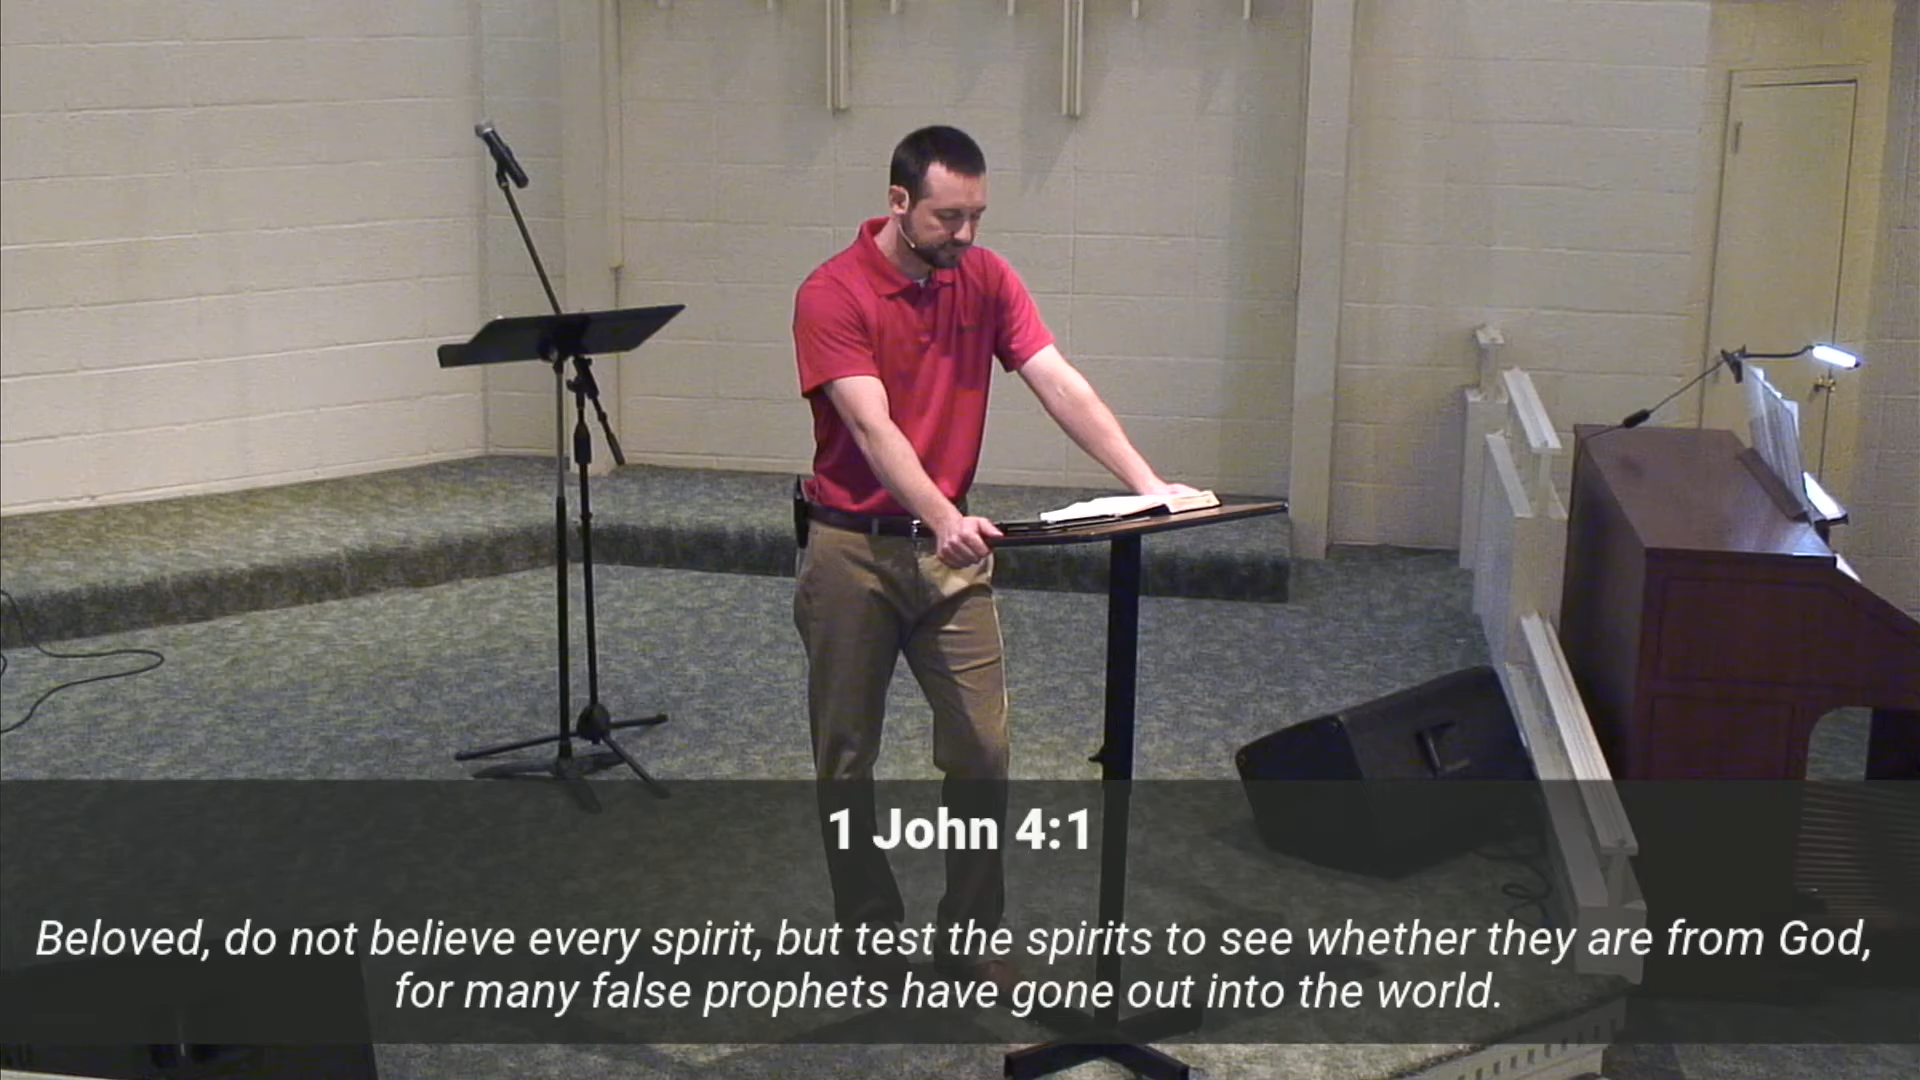 1 John 4:1
Beloved, do not believe every spirit, but test the spirits to see whether they are from God,
for many false prophets have gone out into the world.